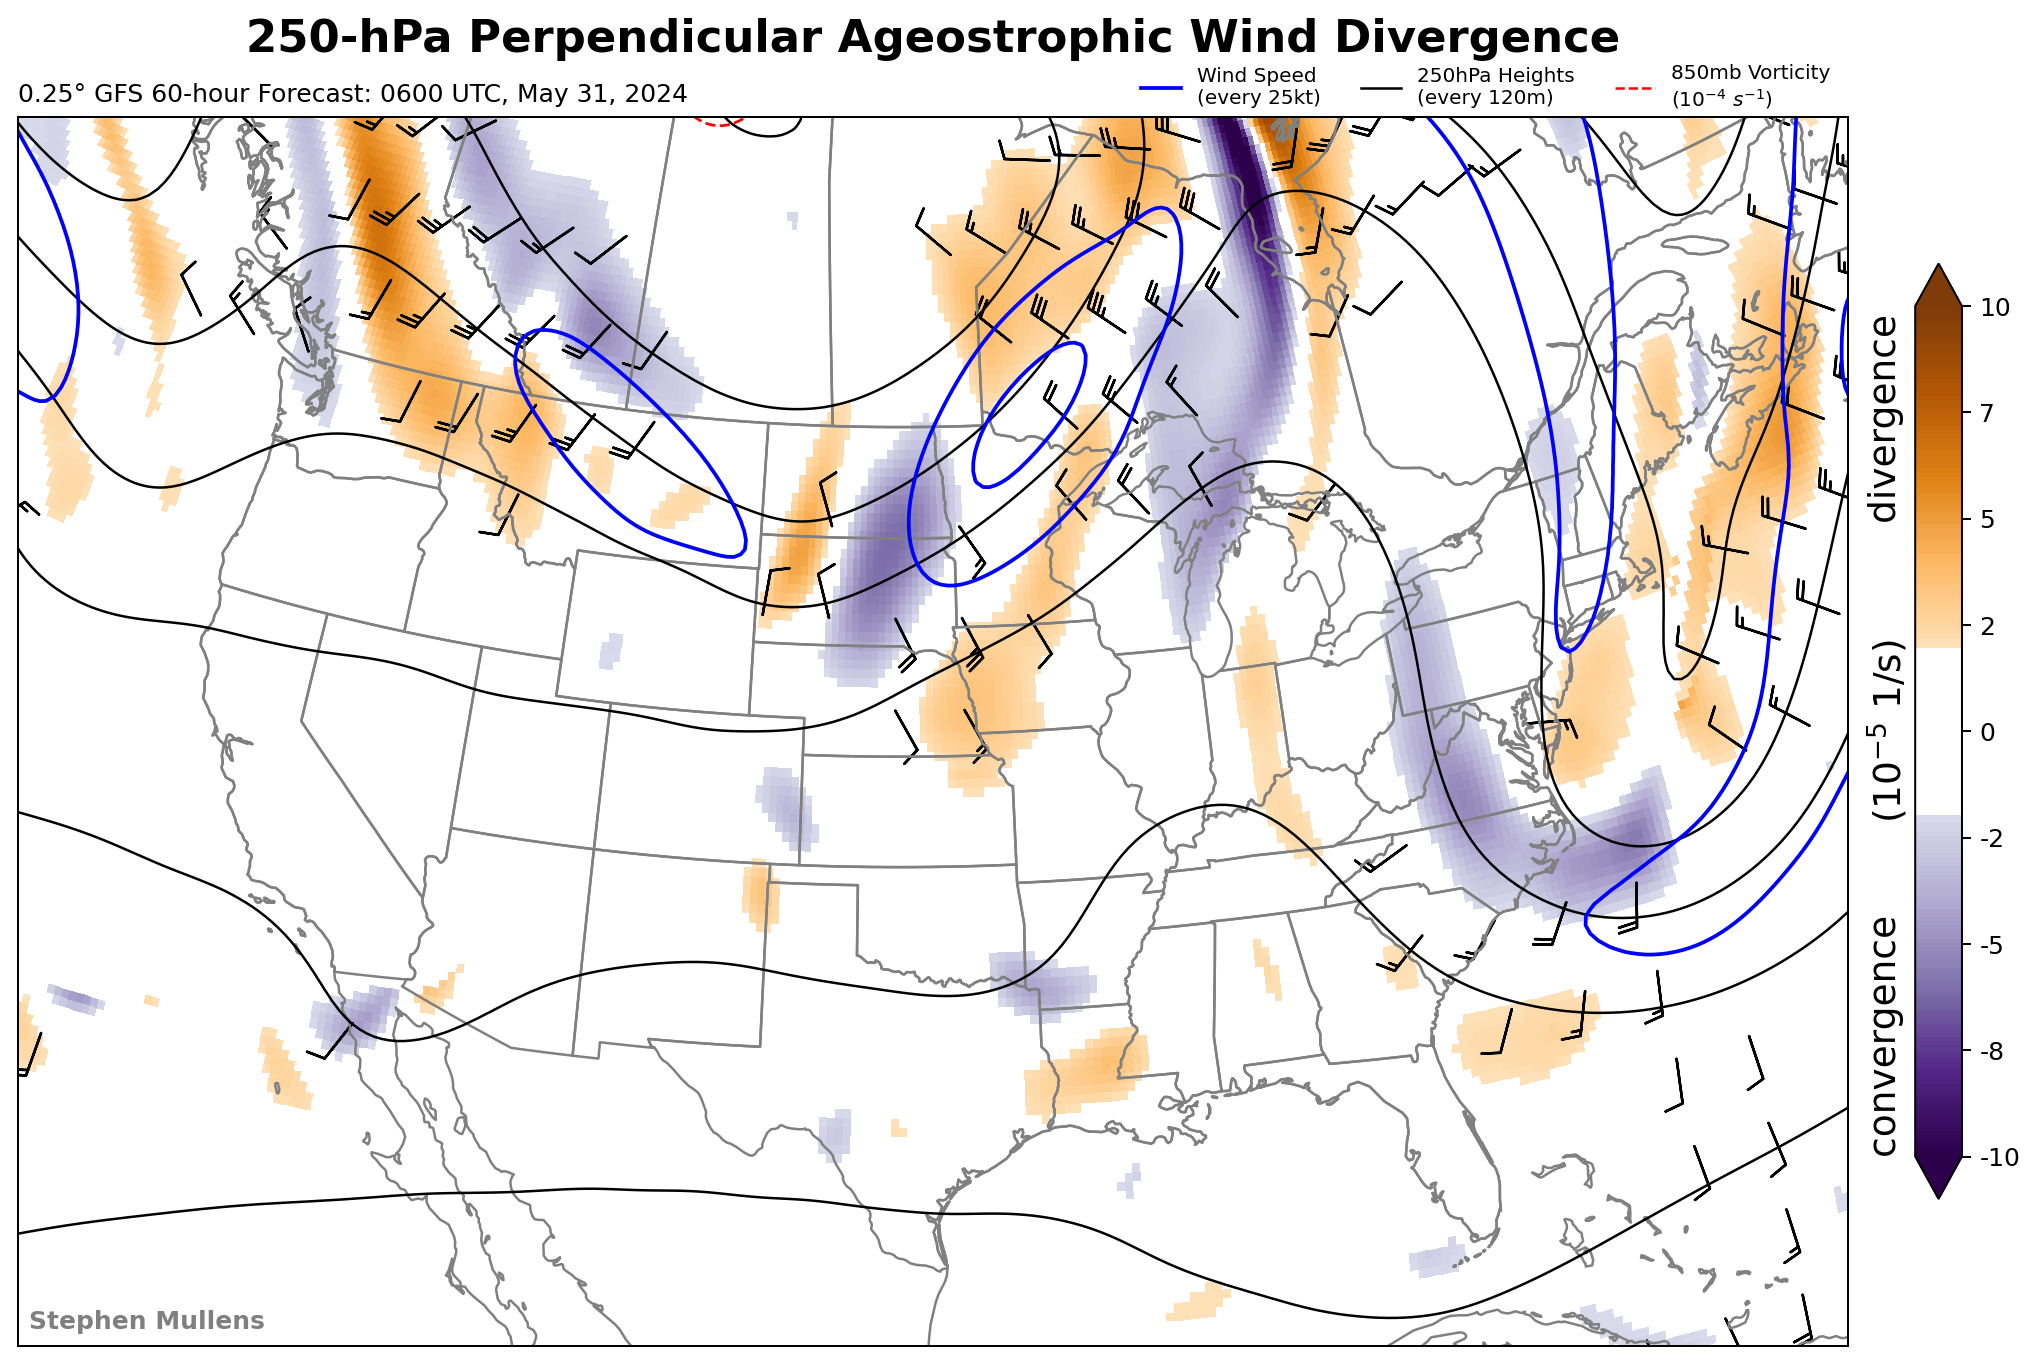 250-hPa Perpendicular Ageostrophic Wind Divergence
0.25° GFS 60-hour Forecast: 0600 UTC, May 31, 2024
Wind Speed
(every 25kt)
250hPa Heights
(every 120m)
850mb Vorticity
(10⁻⁴ s⁻¹)
10
7
5
2
0
-2
-5
-8
-10
convergence (10⁻⁵ 1/s) divergence
Stephen Mullens